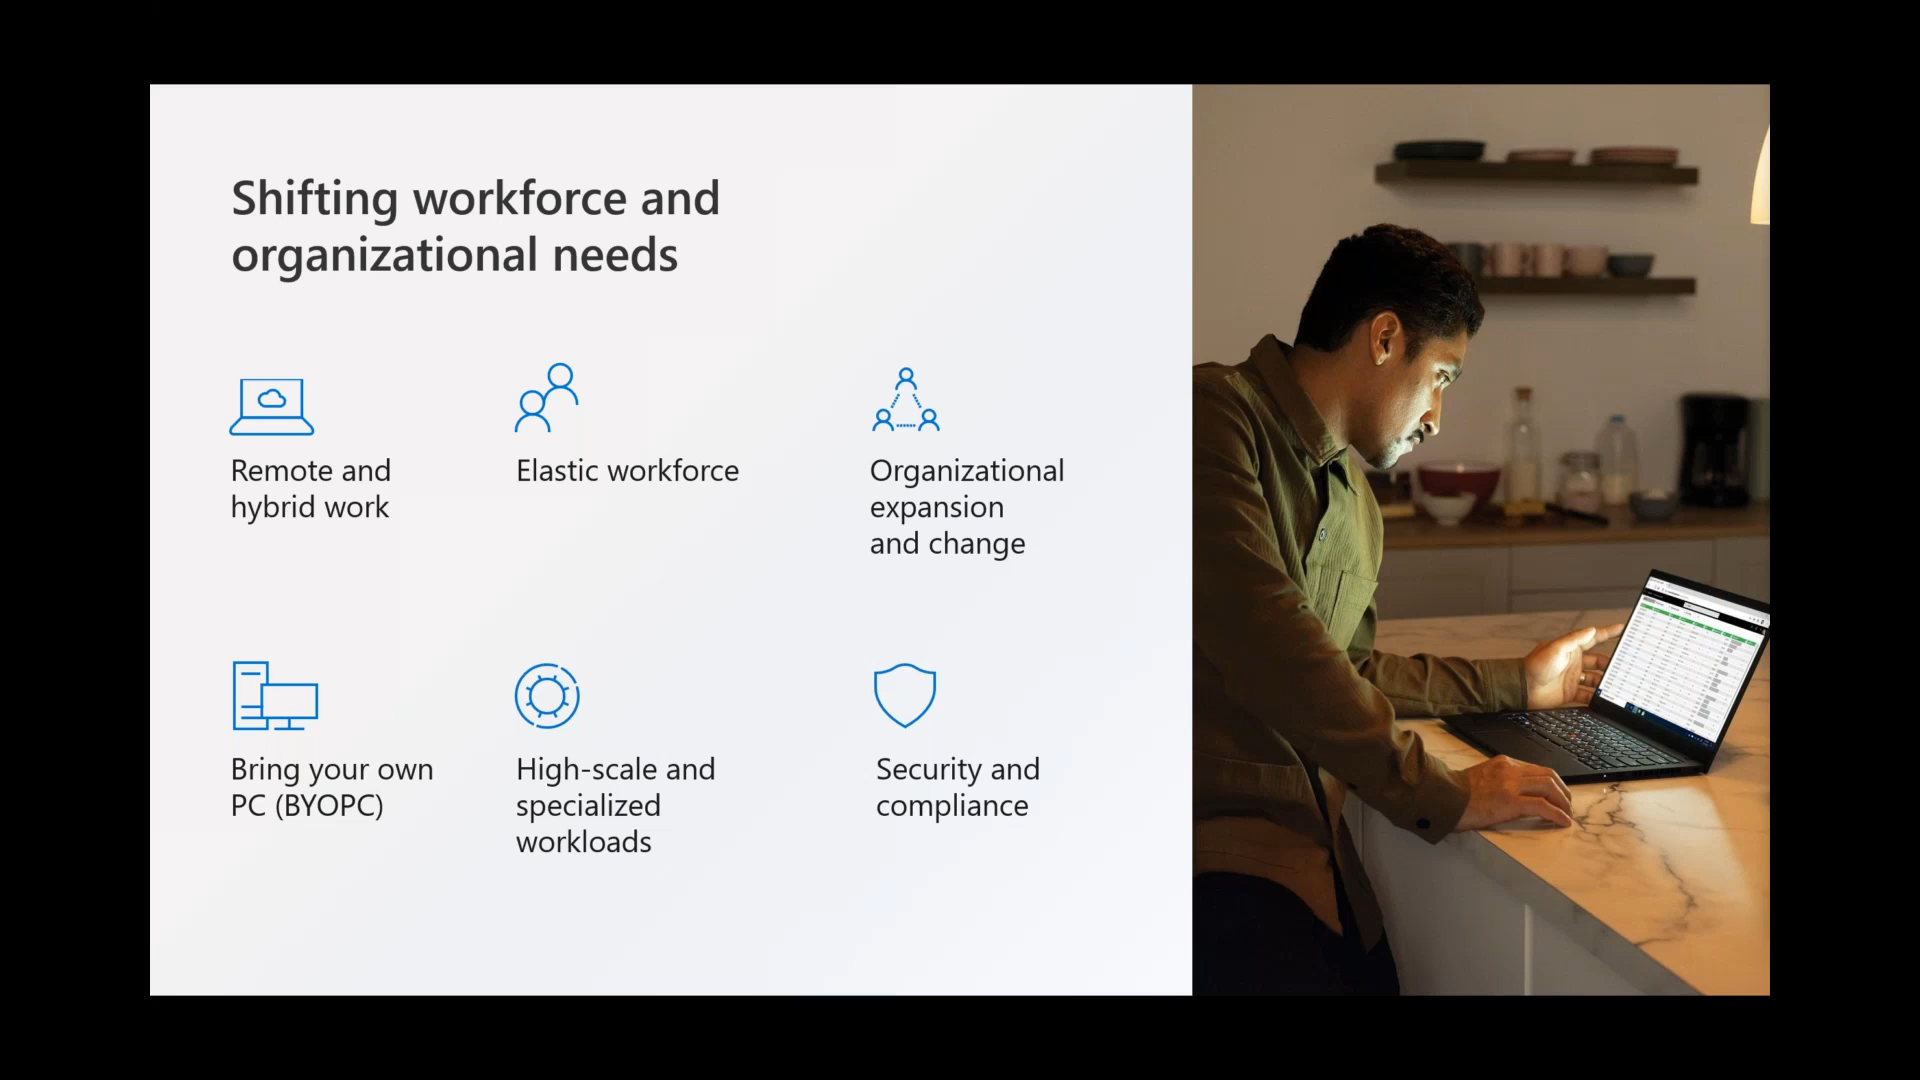 Shifting workforce and
organizational needs
Remote and
hybrid work
Elastic workforce
Organizational
expansion
and change
Bring your own
PC (BYOPC)
High-scale and
specialized
workloads
Security and
compliance